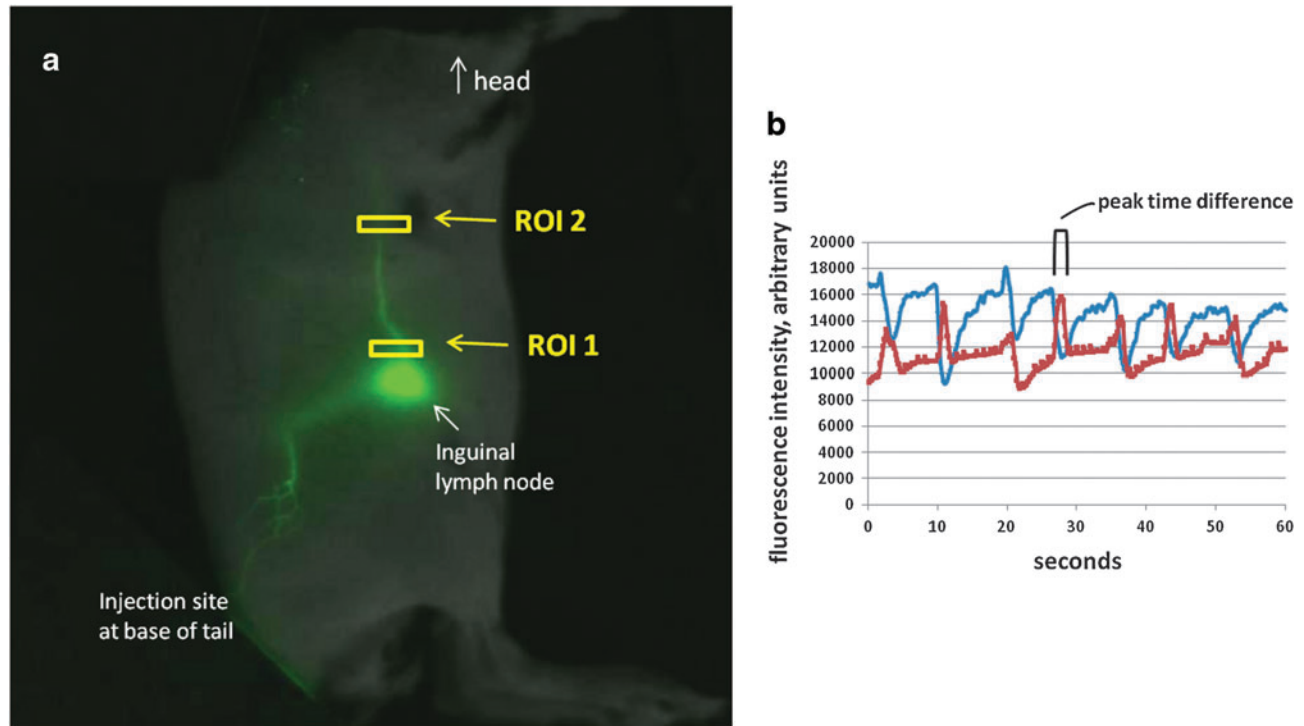 a
↑ head
ROI 2
ROI 1
Inguinal
lymph node
Injection site
at base of tail
b
peak time difference
fluorescence intensity, arbitrary units
20000
18000
16000
14000
12000
10000
8000
6000
4000
2000
0
0 10 20 30 40 50 60
seconds